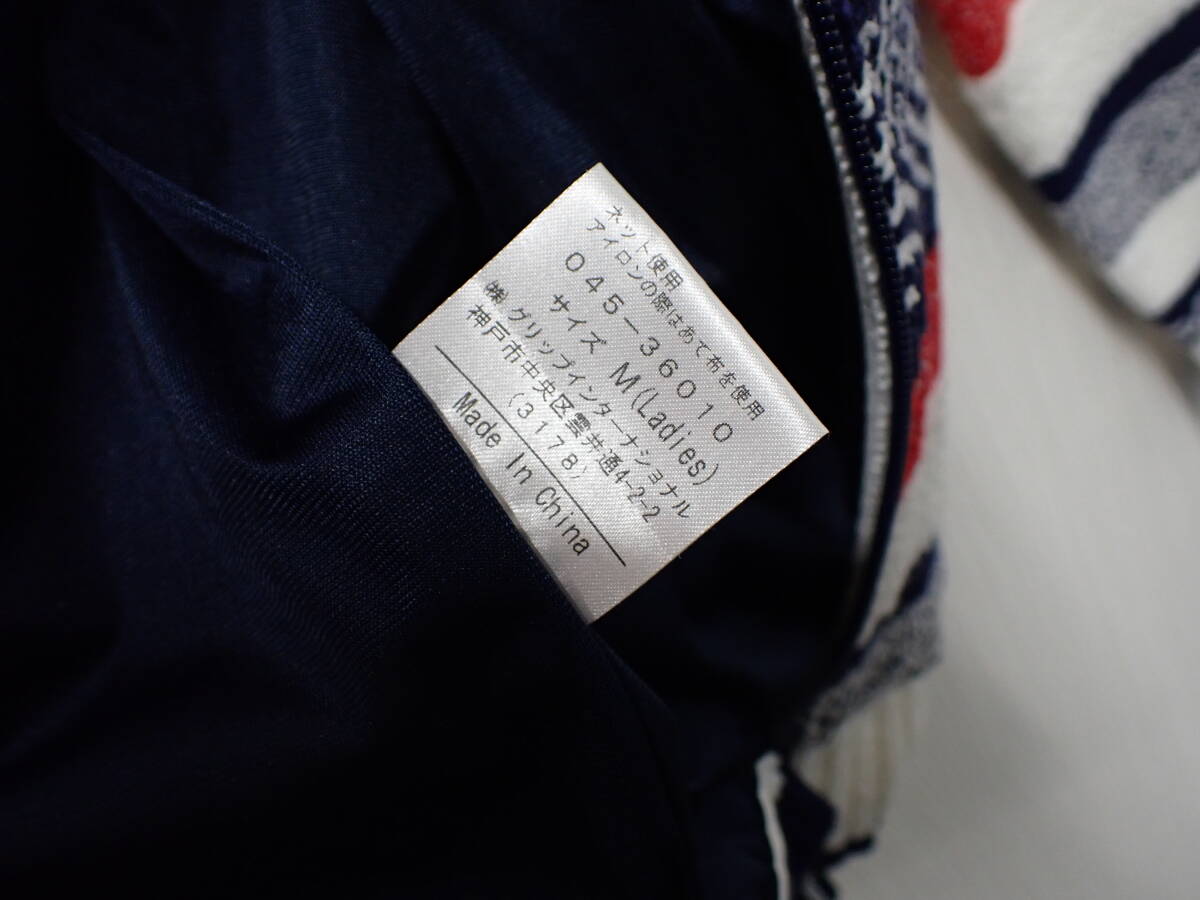 ネット使用
アイロンの際はあて布を使用
045-36010
サイズ M(Ladies)
㈱グリップインターナショナル
神戸市中央区雲井通4-2-2
(3178)
Made In China